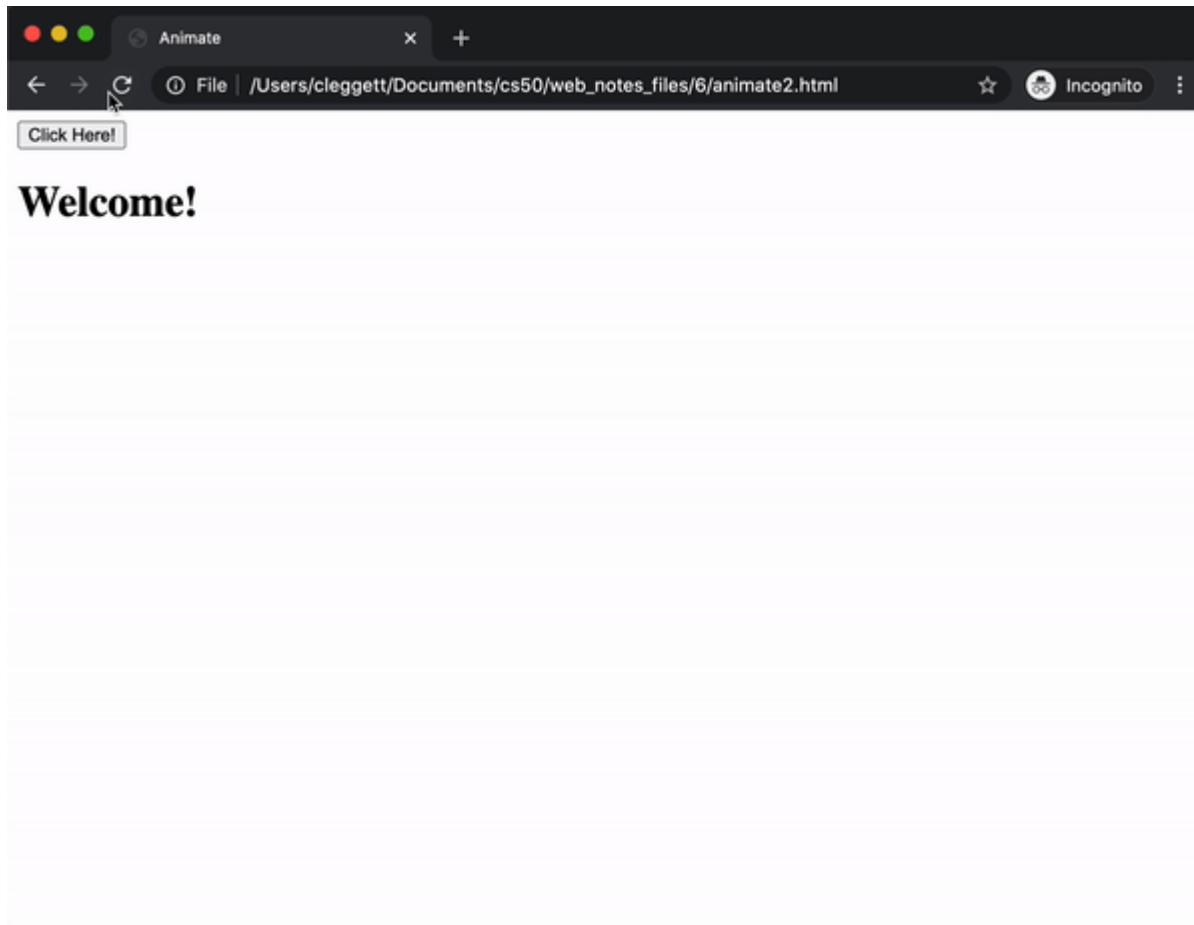 Animate
File /Users/cleggett/Documents/cs50/web_notes_files/6/animate2.html Incognito
Click Here!
Welcome!